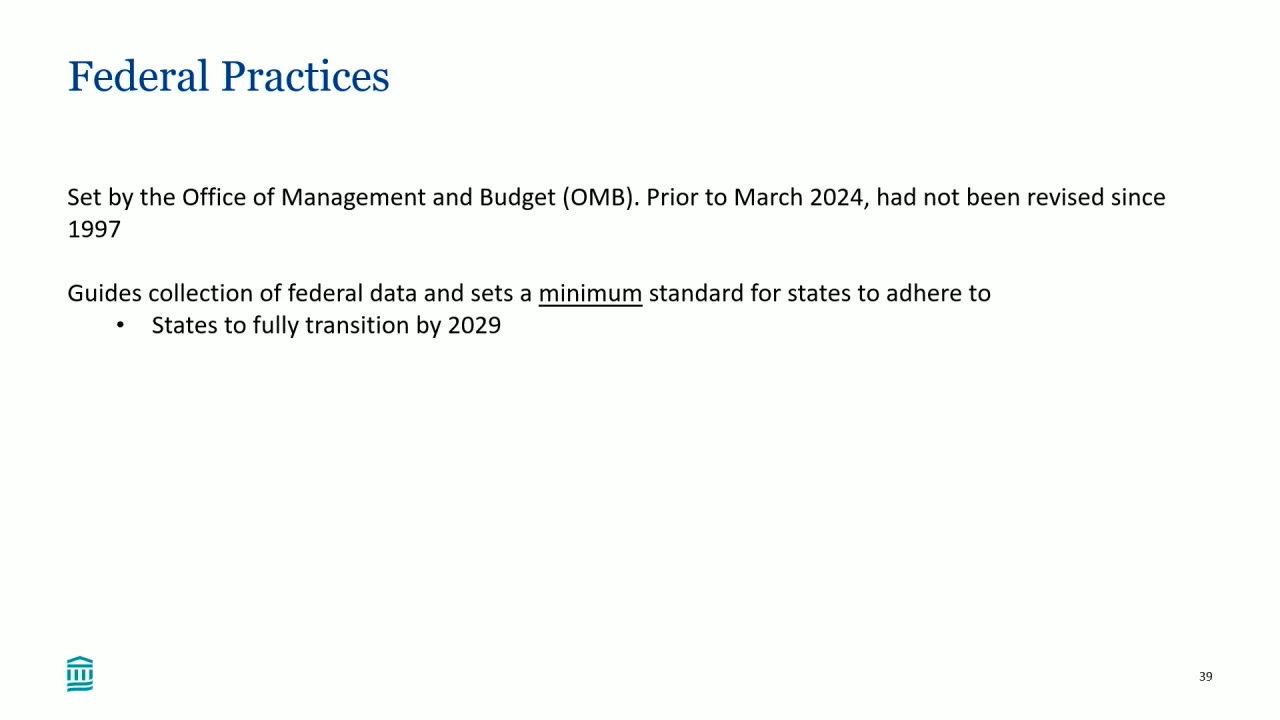 Federal Practices
Set by the Office of Management and Budget (OMB). Prior to March 2024, had not been revised since
1997
Guides collection of federal data and sets a minimum standard for states to adhere to
• States to fully transition by 2029
39